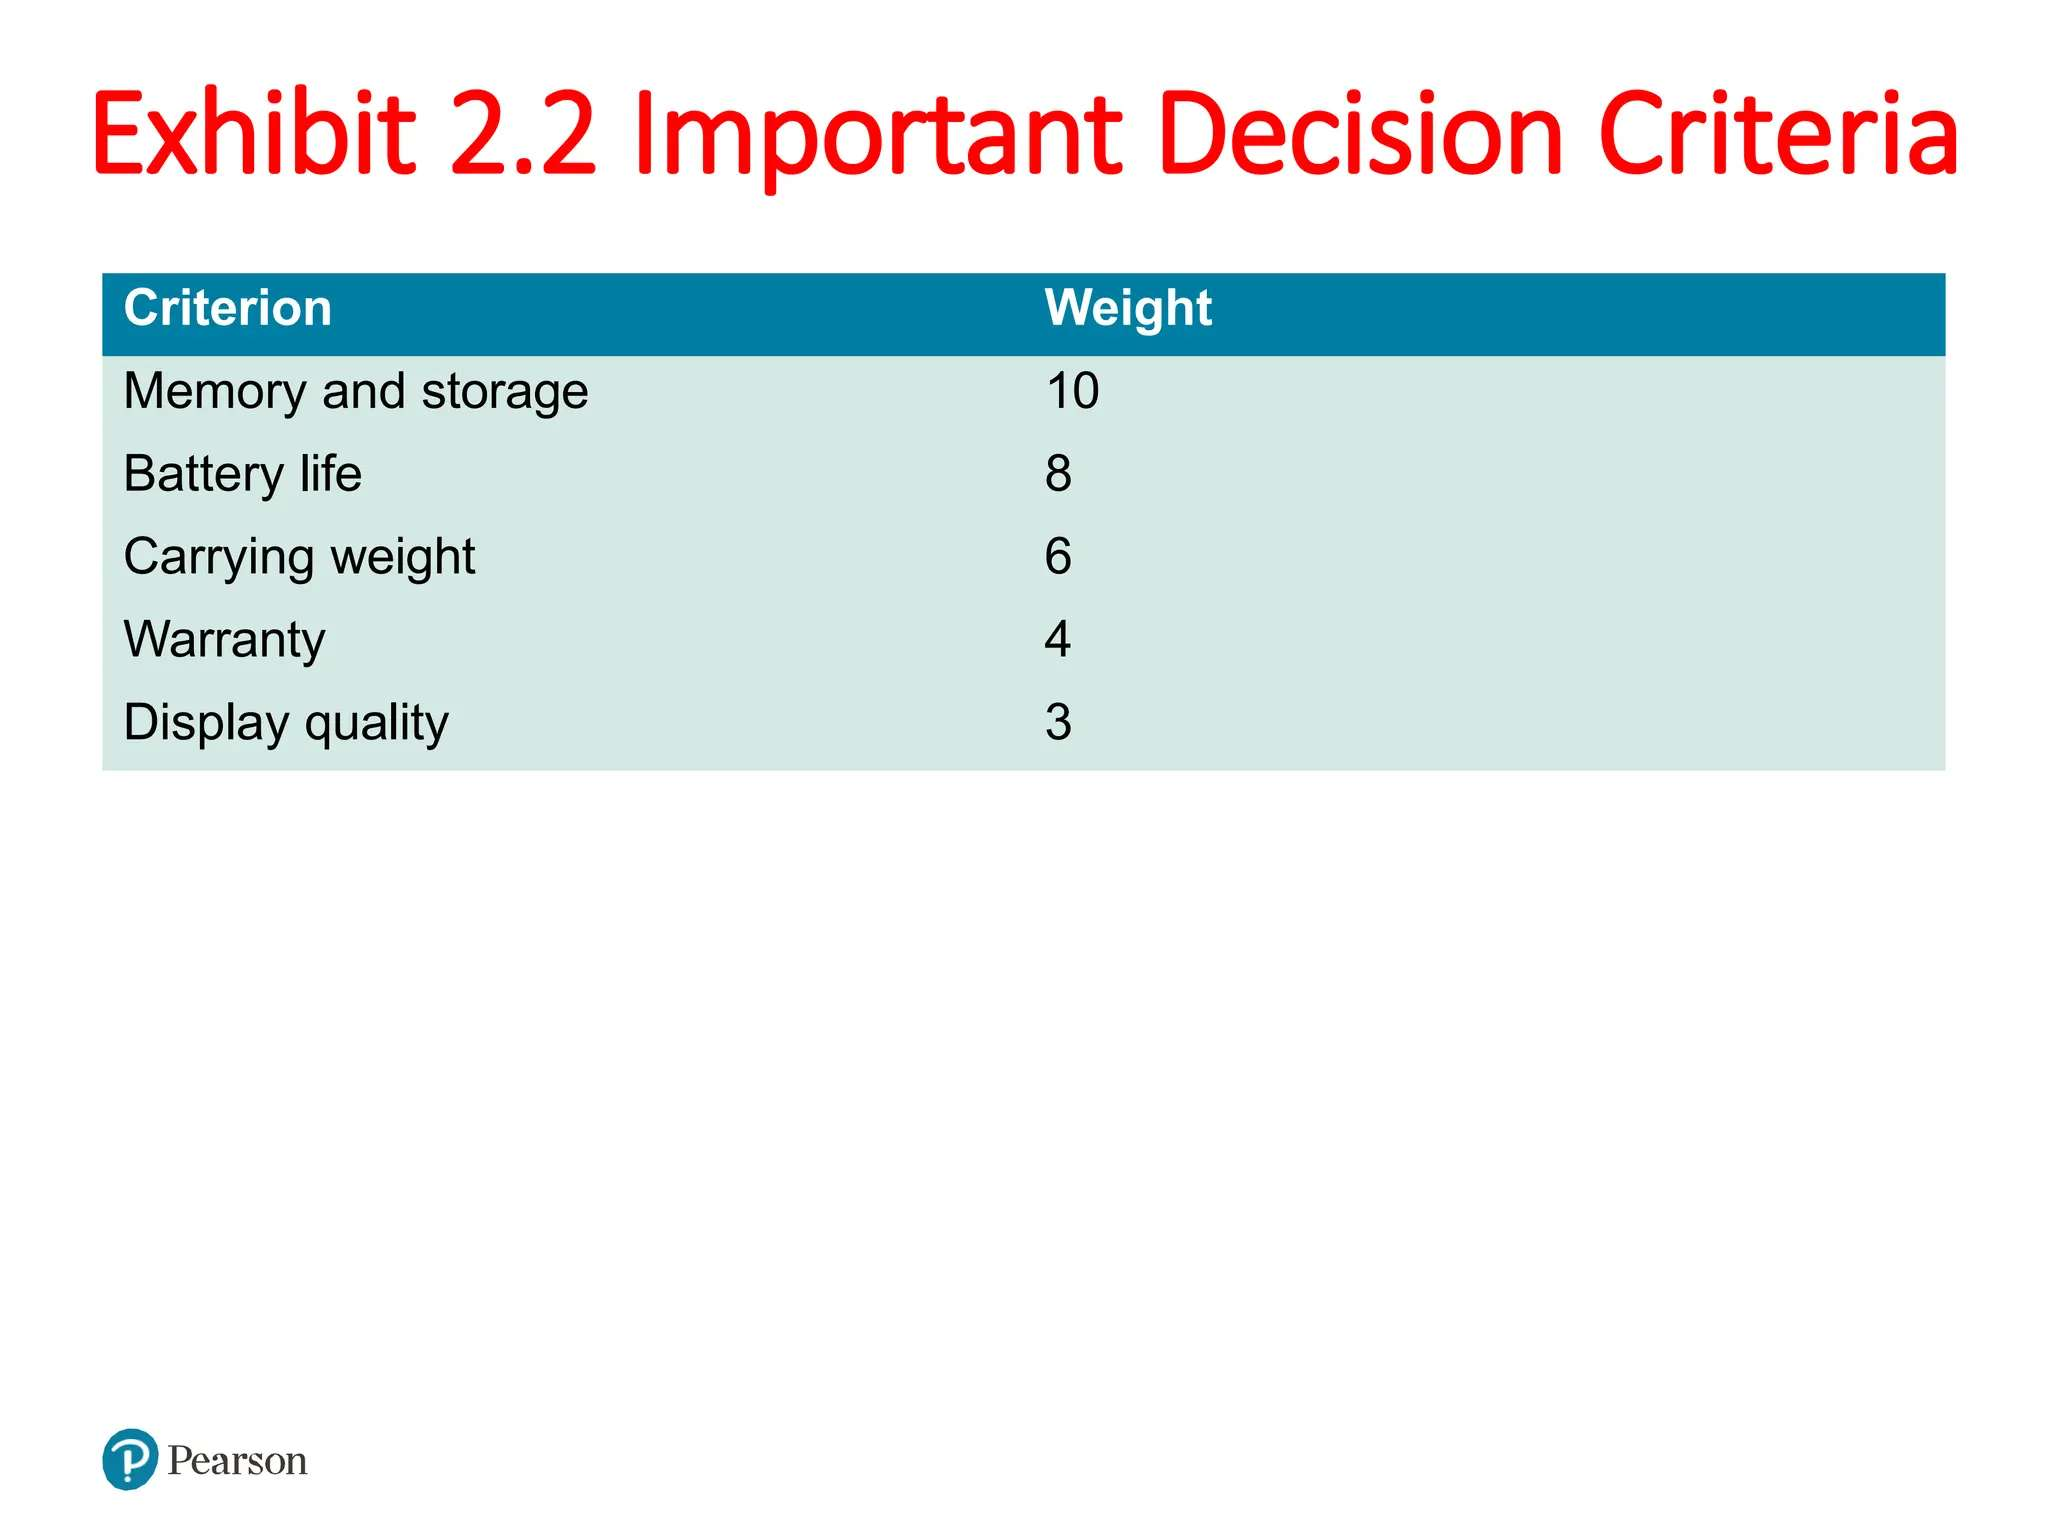 Exhibit 2.2 Important Decision Criteria
Criterion Weight
Memory and storage 10
Battery life 8
Carrying weight 6
Warranty 4
Display quality 3
P Pearson